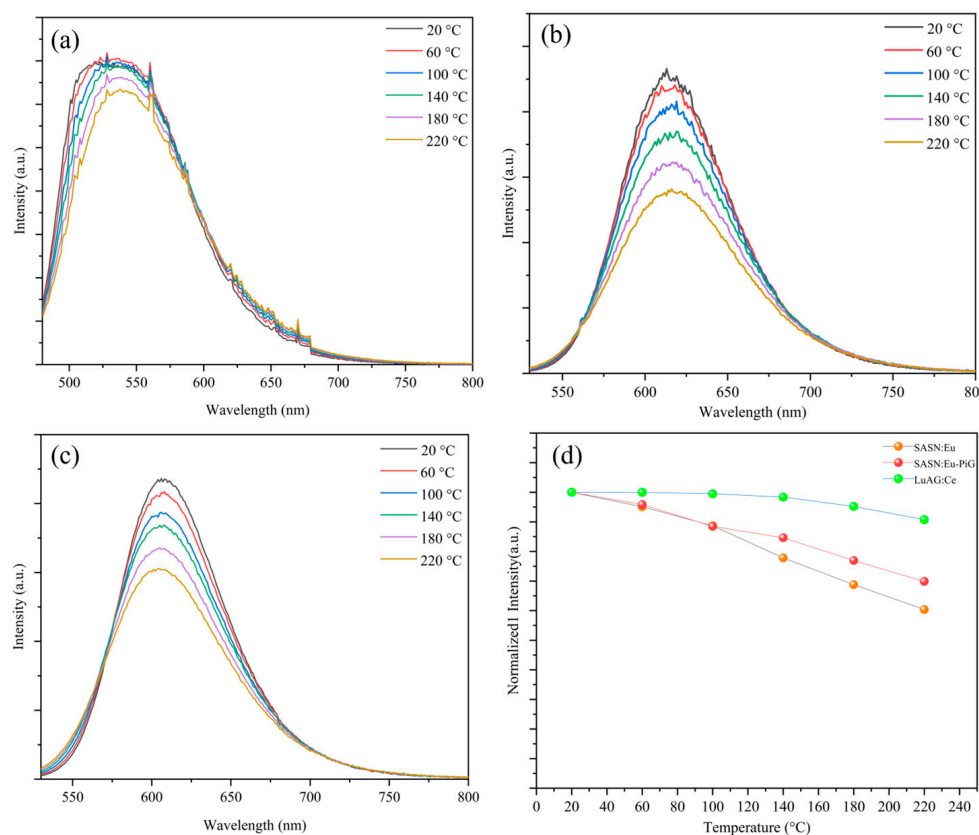 (a)
20 °C
60 °C
100 °C
140 °C
180 °C
220 °C
Intensity (a.u.)
500 550 600 650 700 750 800
Wavelength (nm)
(b)
20 °C
60 °C
100 °C
140 °C
180 °C
220 °C
Intensity (a.u.)
550 600 650 700 750 800
Wavelength (nm)
(c)
20 °C
60 °C
100 °C
140 °C
180 °C
220 °C
Intensity (a.u.)
550 600 650 700 750 800
Wavelength (nm)
(d)
SASN:Eu
SASN:Eu-PiG
LuAG:Ce
Normalized1 Intensity(a.u.)
0 20 40 60 80 100 120 140 160 180 200 220 240
Temperature (°C)